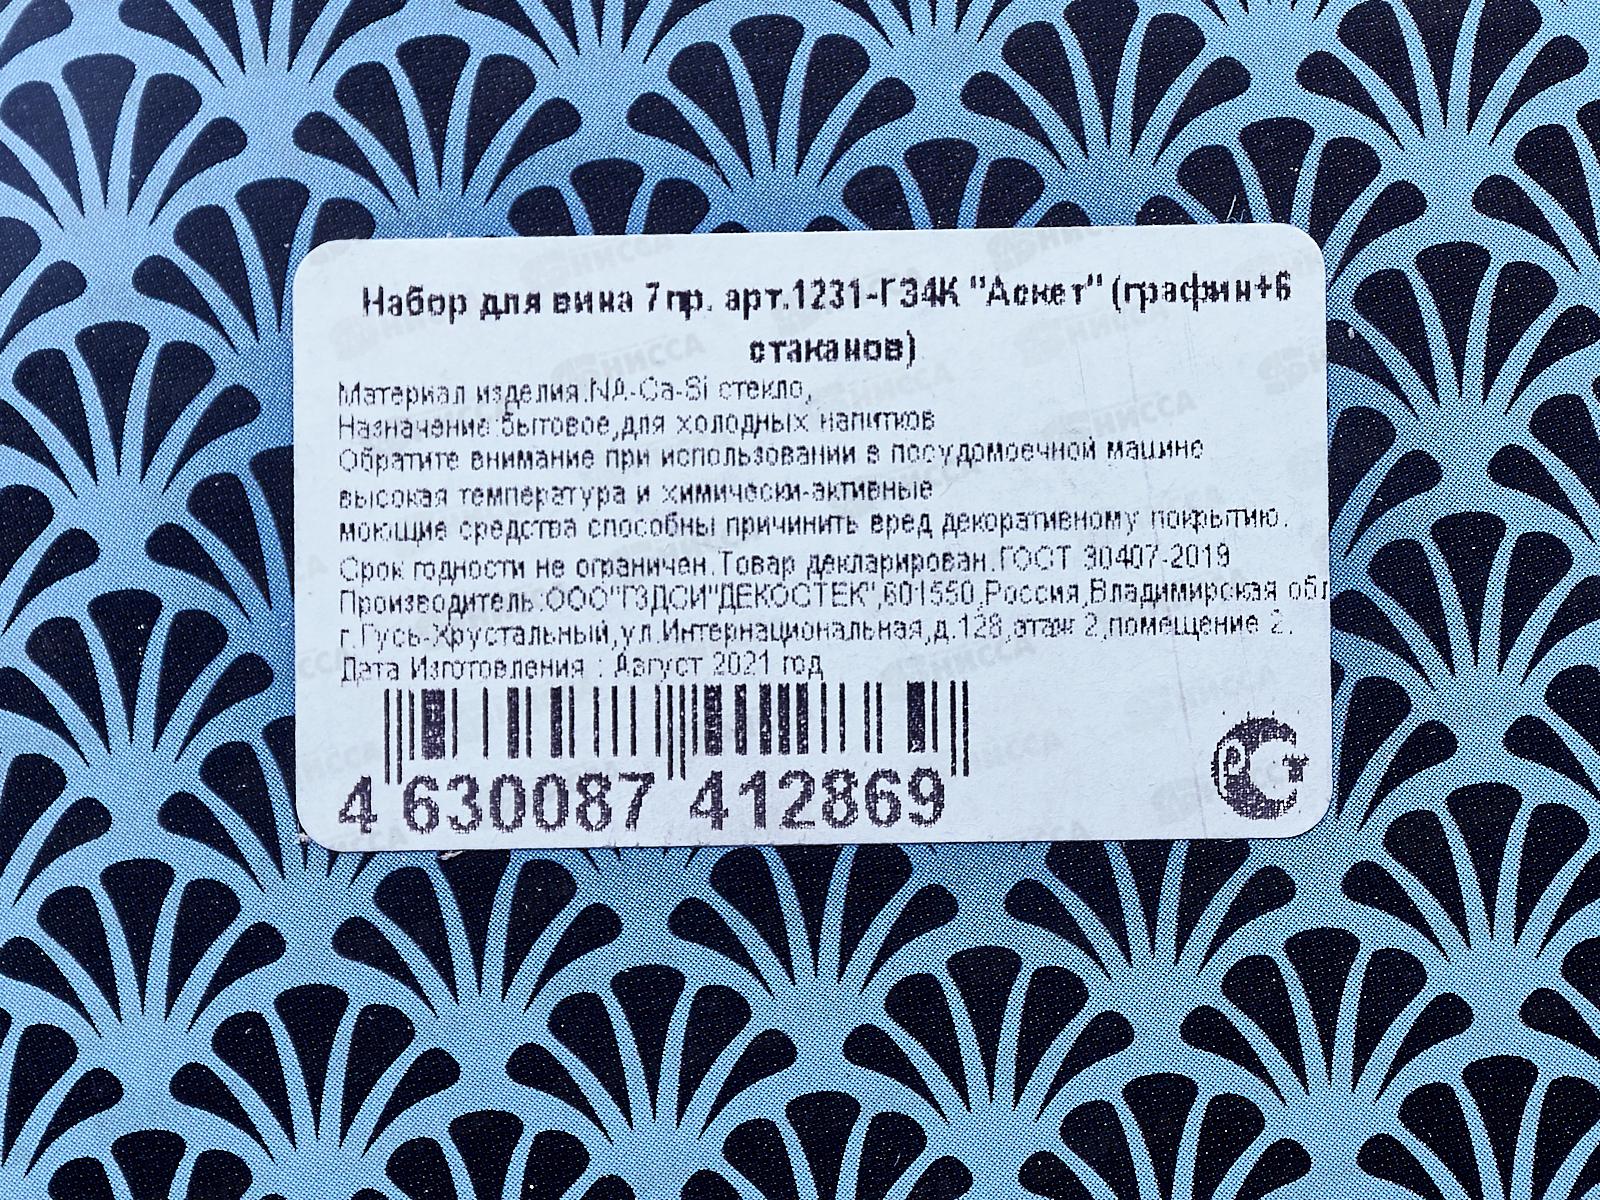 Набор для вина 7пр. арт.1231-ГЗ4К "Аскет" (графин+6
стаканов)
Материал изделия:NA-Ca-Si стекло,
Назначение:бытовое,для холодных напитков
Обратите внимание при использовании в посудомоечной машине
высокая температура и химически-активные
моющие средства способны причинить вред декоративному покрытию.
Срок годности не ограничен.Товар декларирован.ГОСТ 30407-2019
Производитель:ООО"ГЗДСИ"ДЕКОСТЕК",601550,Россия,Владимирская обл
г.Гусь-Хрустальный,ул.Интернациональная,д.128,этаж 2,помещение 2.
Дата Изготовления : Август 2021 год
4 630087 412869
РСТ
НИССА